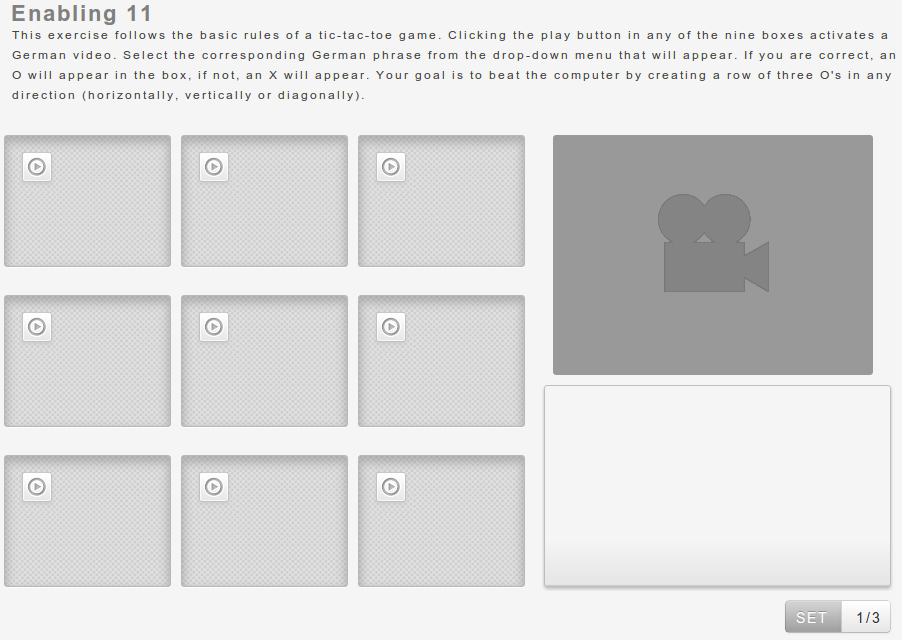 Enabling 11
This exercise follows the basic rules of a tic-tac-toe game. Clicking the play button in any of the nine boxes activates a
German video. Select the corresponding German phrase from the drop-down menu that will appear. If you are correct, an
O will appear in the box, if not, an X will appear. Your goal is to beat the computer by creating a row of three O's in any
direction (horizontally, vertically or diagonally).
SET 1/3